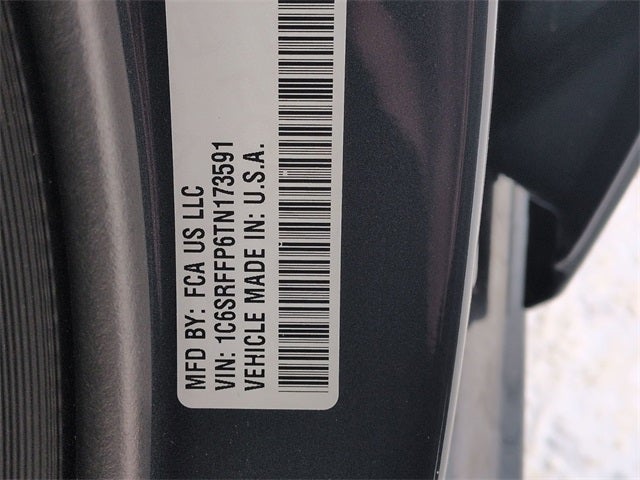 MFD BY: FCA US LLC
VIN: 1C6SRFFP6TN173591
VEHICLE MADE IN: U.S.A.